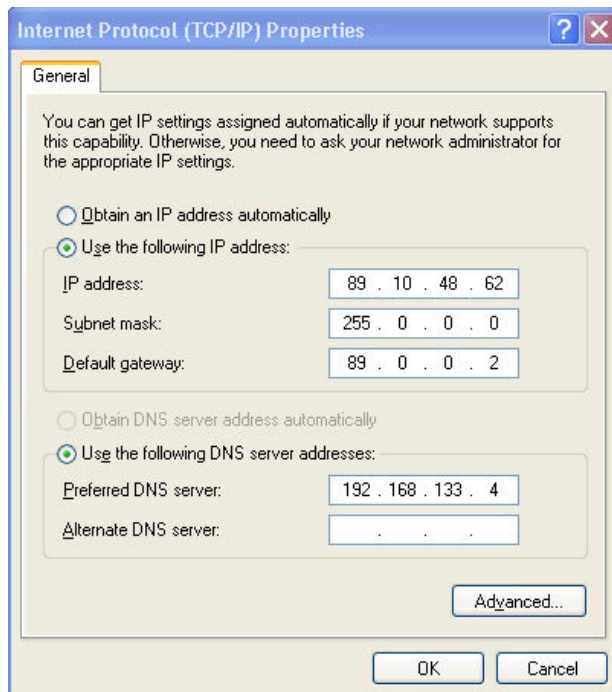 Internet Protocol (TCP/IP) Properties
General
You can get IP settings assigned automatically if your network supports
this capability. Otherwise, you need to ask your network administrator for
the appropriate IP settings.
Obtain an IP address automatically
Use the following IP address:
IP address: 89 . 10 . 48 . 62
Subnet mask: 255 . 0 . 0 . 0
Default gateway: 89 . 0 . 0 . 2
Obtain DNS server address automatically
Use the following DNS server addresses:
Preferred DNS server: 192 . 168 . 133 . 4
Alternate DNS server: . . .
Advanced...
OK Cancel